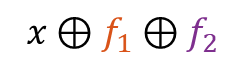 x ⊕ f₁ ⊕ f₂